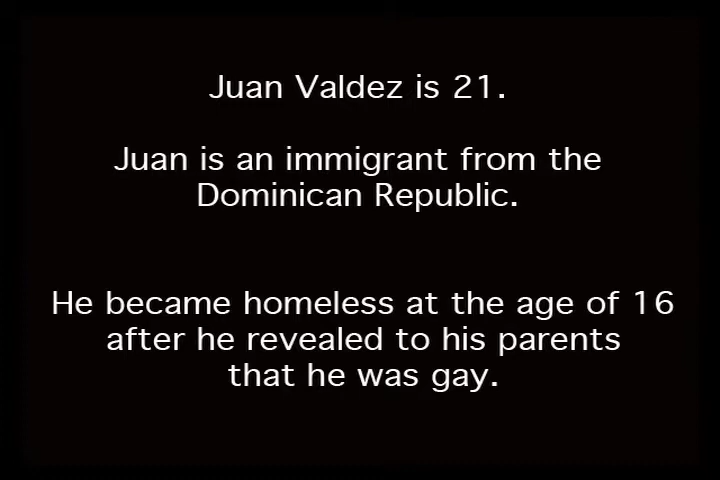 Juan Valdez is 21.
Juan is an immigrant from the
Dominican Republic.
He became homeless at the age of 16
after he revealed to his parents
that he was gay.